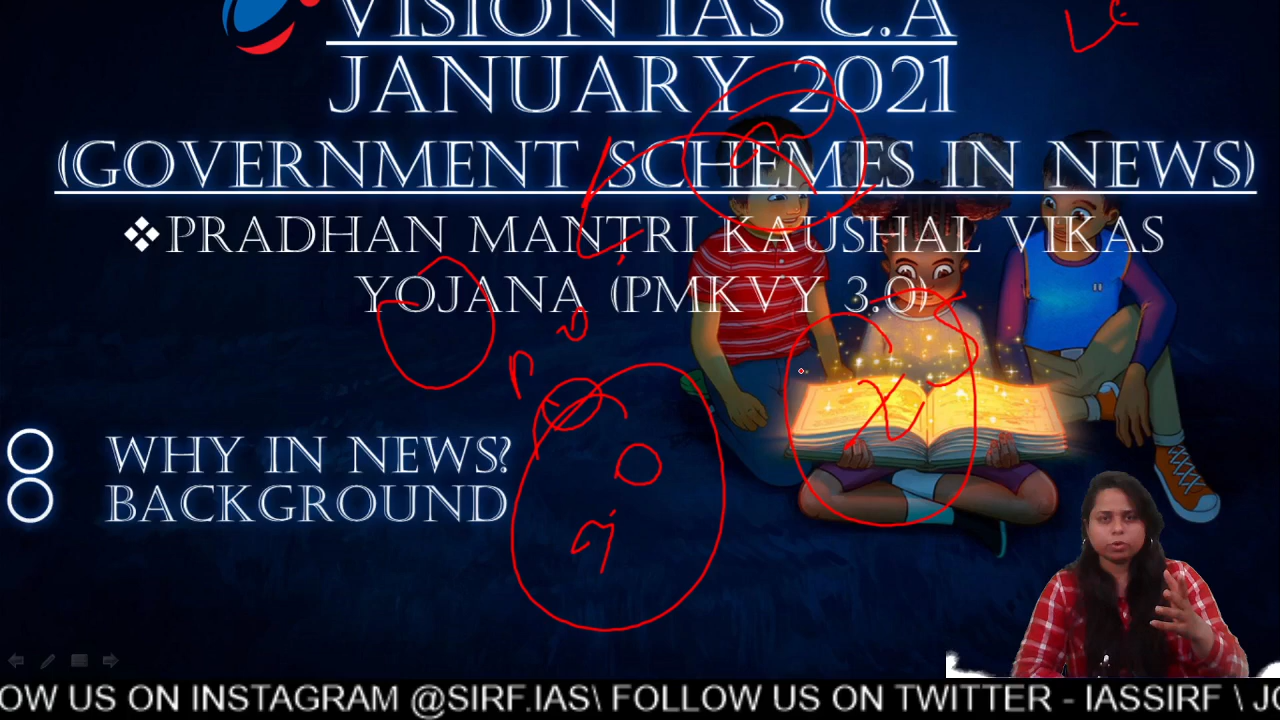 VISION IAS C.A
JANUARY 2021
(GOVERNMENT SCHEMES IN NEWS)
❖PRADHAN MANTRI KAUSHAL VIKAS
YOJANA (PMKVY 3.0)
WHY IN NEWS?
BACKGROUND
OW US ON INSTAGRAM @SIRF.IAS\ FOLLOW US ON TWITTER - IASSIRF \ JO